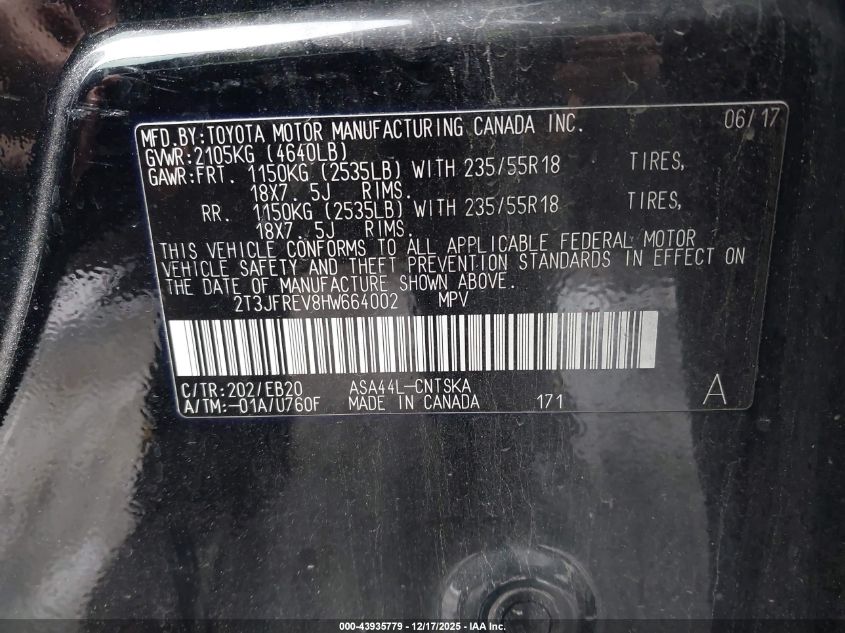 MFD.BY:TOYOTA MOTOR MANUFACTURING CANADA INC. 06/17
GVWR:2105KG (4640LB)
GAWR:FRT. 1150KG (2535LB) WITH 235/55R18 TIRES,
18X7.5J RIMS.
RR. 1150KG (2535LB) WITH 235/55R18 TIRES,
18X7.5J RIMS.
THIS VEHICLE CONFORMS TO ALL APPLICABLE FEDERAL MOTOR
VEHICLE SAFETY AND THEFT PREVENTION STANDARDS IN EFFECT ON
THE DATE OF MANUFACTURE SHOWN ABOVE.
2T3JFREV8HW664002 MPV
C/TR:202/EB20 ASA44L-CNTSKA
A/TM:-01A/U760F MADE IN CANADA 171 A
000-43935779 - 12/17/2025 - IAA Inc.